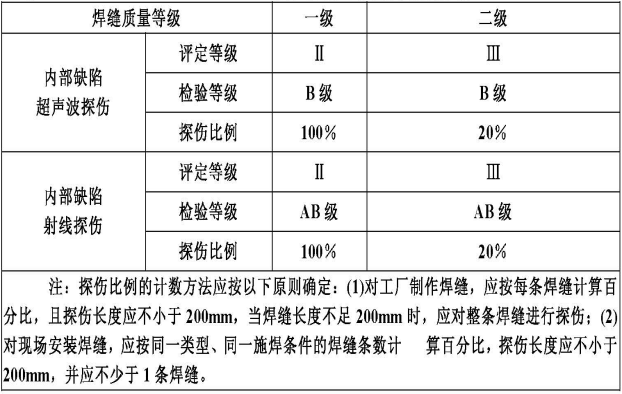 焊缝质量等级 一级 二级
内部缺陷
超声波探伤
评定等级 Ⅱ Ⅲ
检验等级 B 级 B 级
探伤比例 100% 20%
内部缺陷
射线探伤
评定等级 Ⅱ Ⅲ
检验等级 AB 级 AB 级
探伤比例 100% 20%
注：探伤比例的计数方法应按以下原则确定：(1)对工厂制作焊缝，应按每条焊缝计算百
分比，且探伤长度应不小于 200mm，当焊缝长度不足 200mm 时，应对整条焊缝进行探伤；(2)
对现场安装焊缝，应按同一类型、同一施焊条件的焊缝条数计 算百分比，探伤长度应不小于
200mm，并应不少于 1 条焊缝。